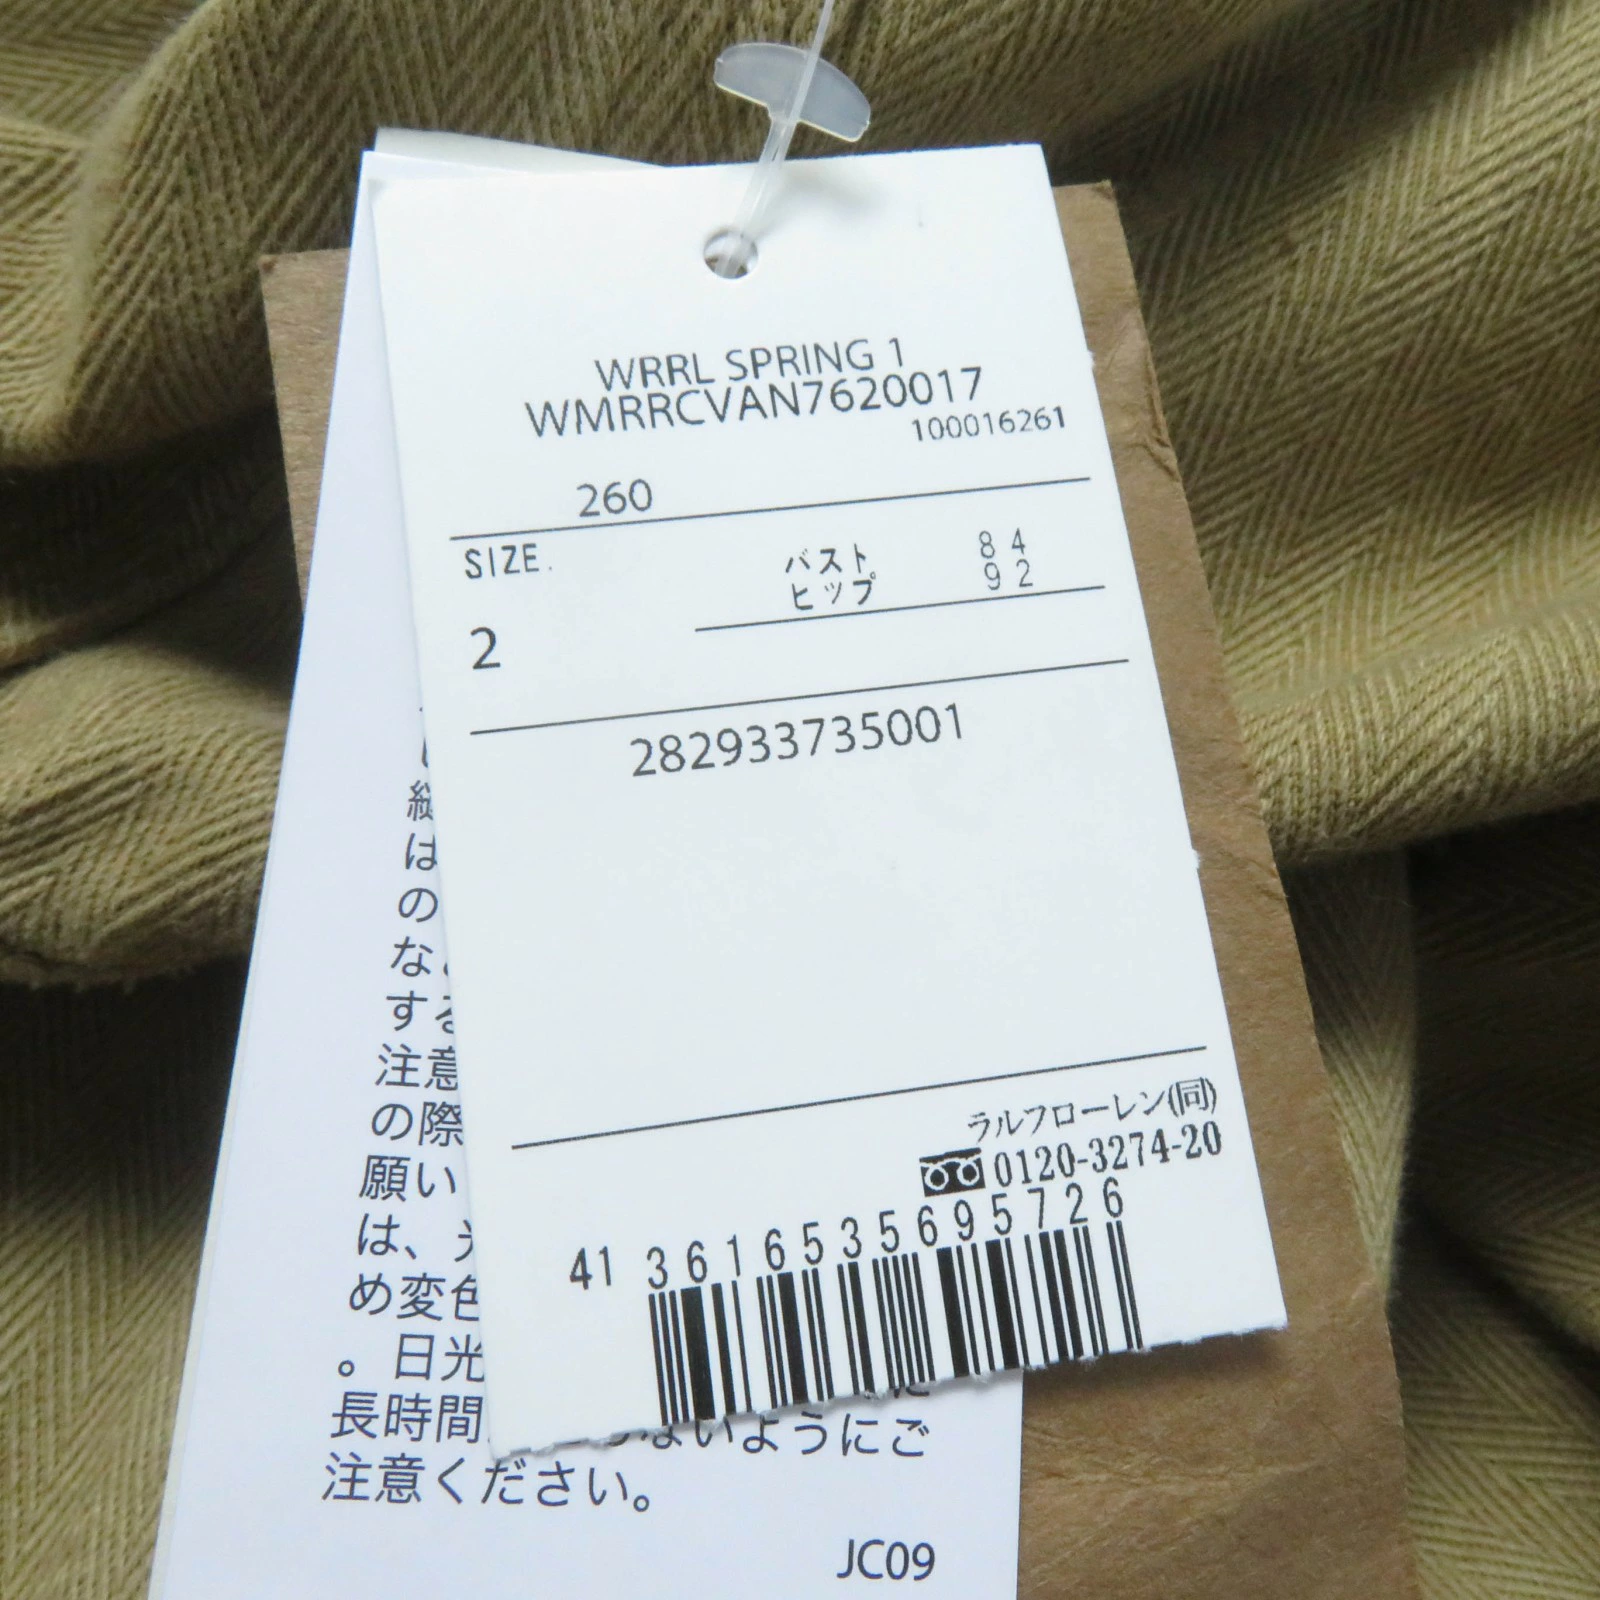 WRRL SPRING 1
WMRRCVAN7620017
100016261
260
SIZE.
バスト 84
ヒップ 92
2
282933735001
ラルフローレン(同)
0120-3274-20
41 3616535695726
縦
は
の
な
する
注意
の際
願い
は、
め変色
。日光
長時間 ないようにご
注意ください。
JC09